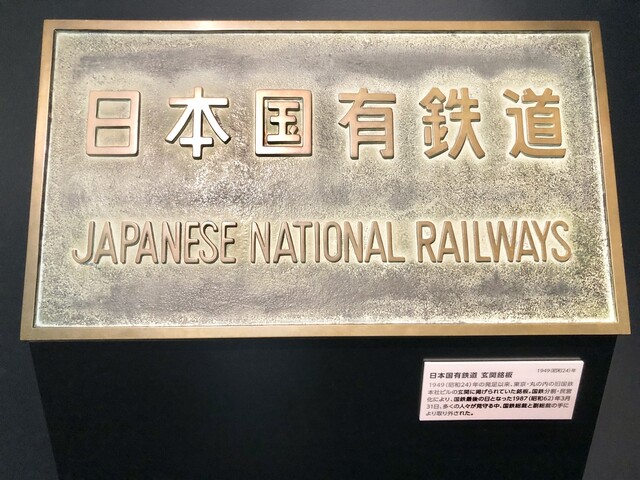 日本国有鉄道
JAPANESE NATIONAL RAILWAYS
日本国有鉄道 玄関銘板 1949(昭和24)年
1949(昭和24)年の発足以来、東京・丸の内の旧国鉄
本社ビルの玄関に掲げられていた銘板。国鉄分割・民営
化により、国鉄最後の日となった1987(昭和62)年3月
31日、多くの人々が見守る中、国鉄総裁と副総裁の手に
より取り外された。